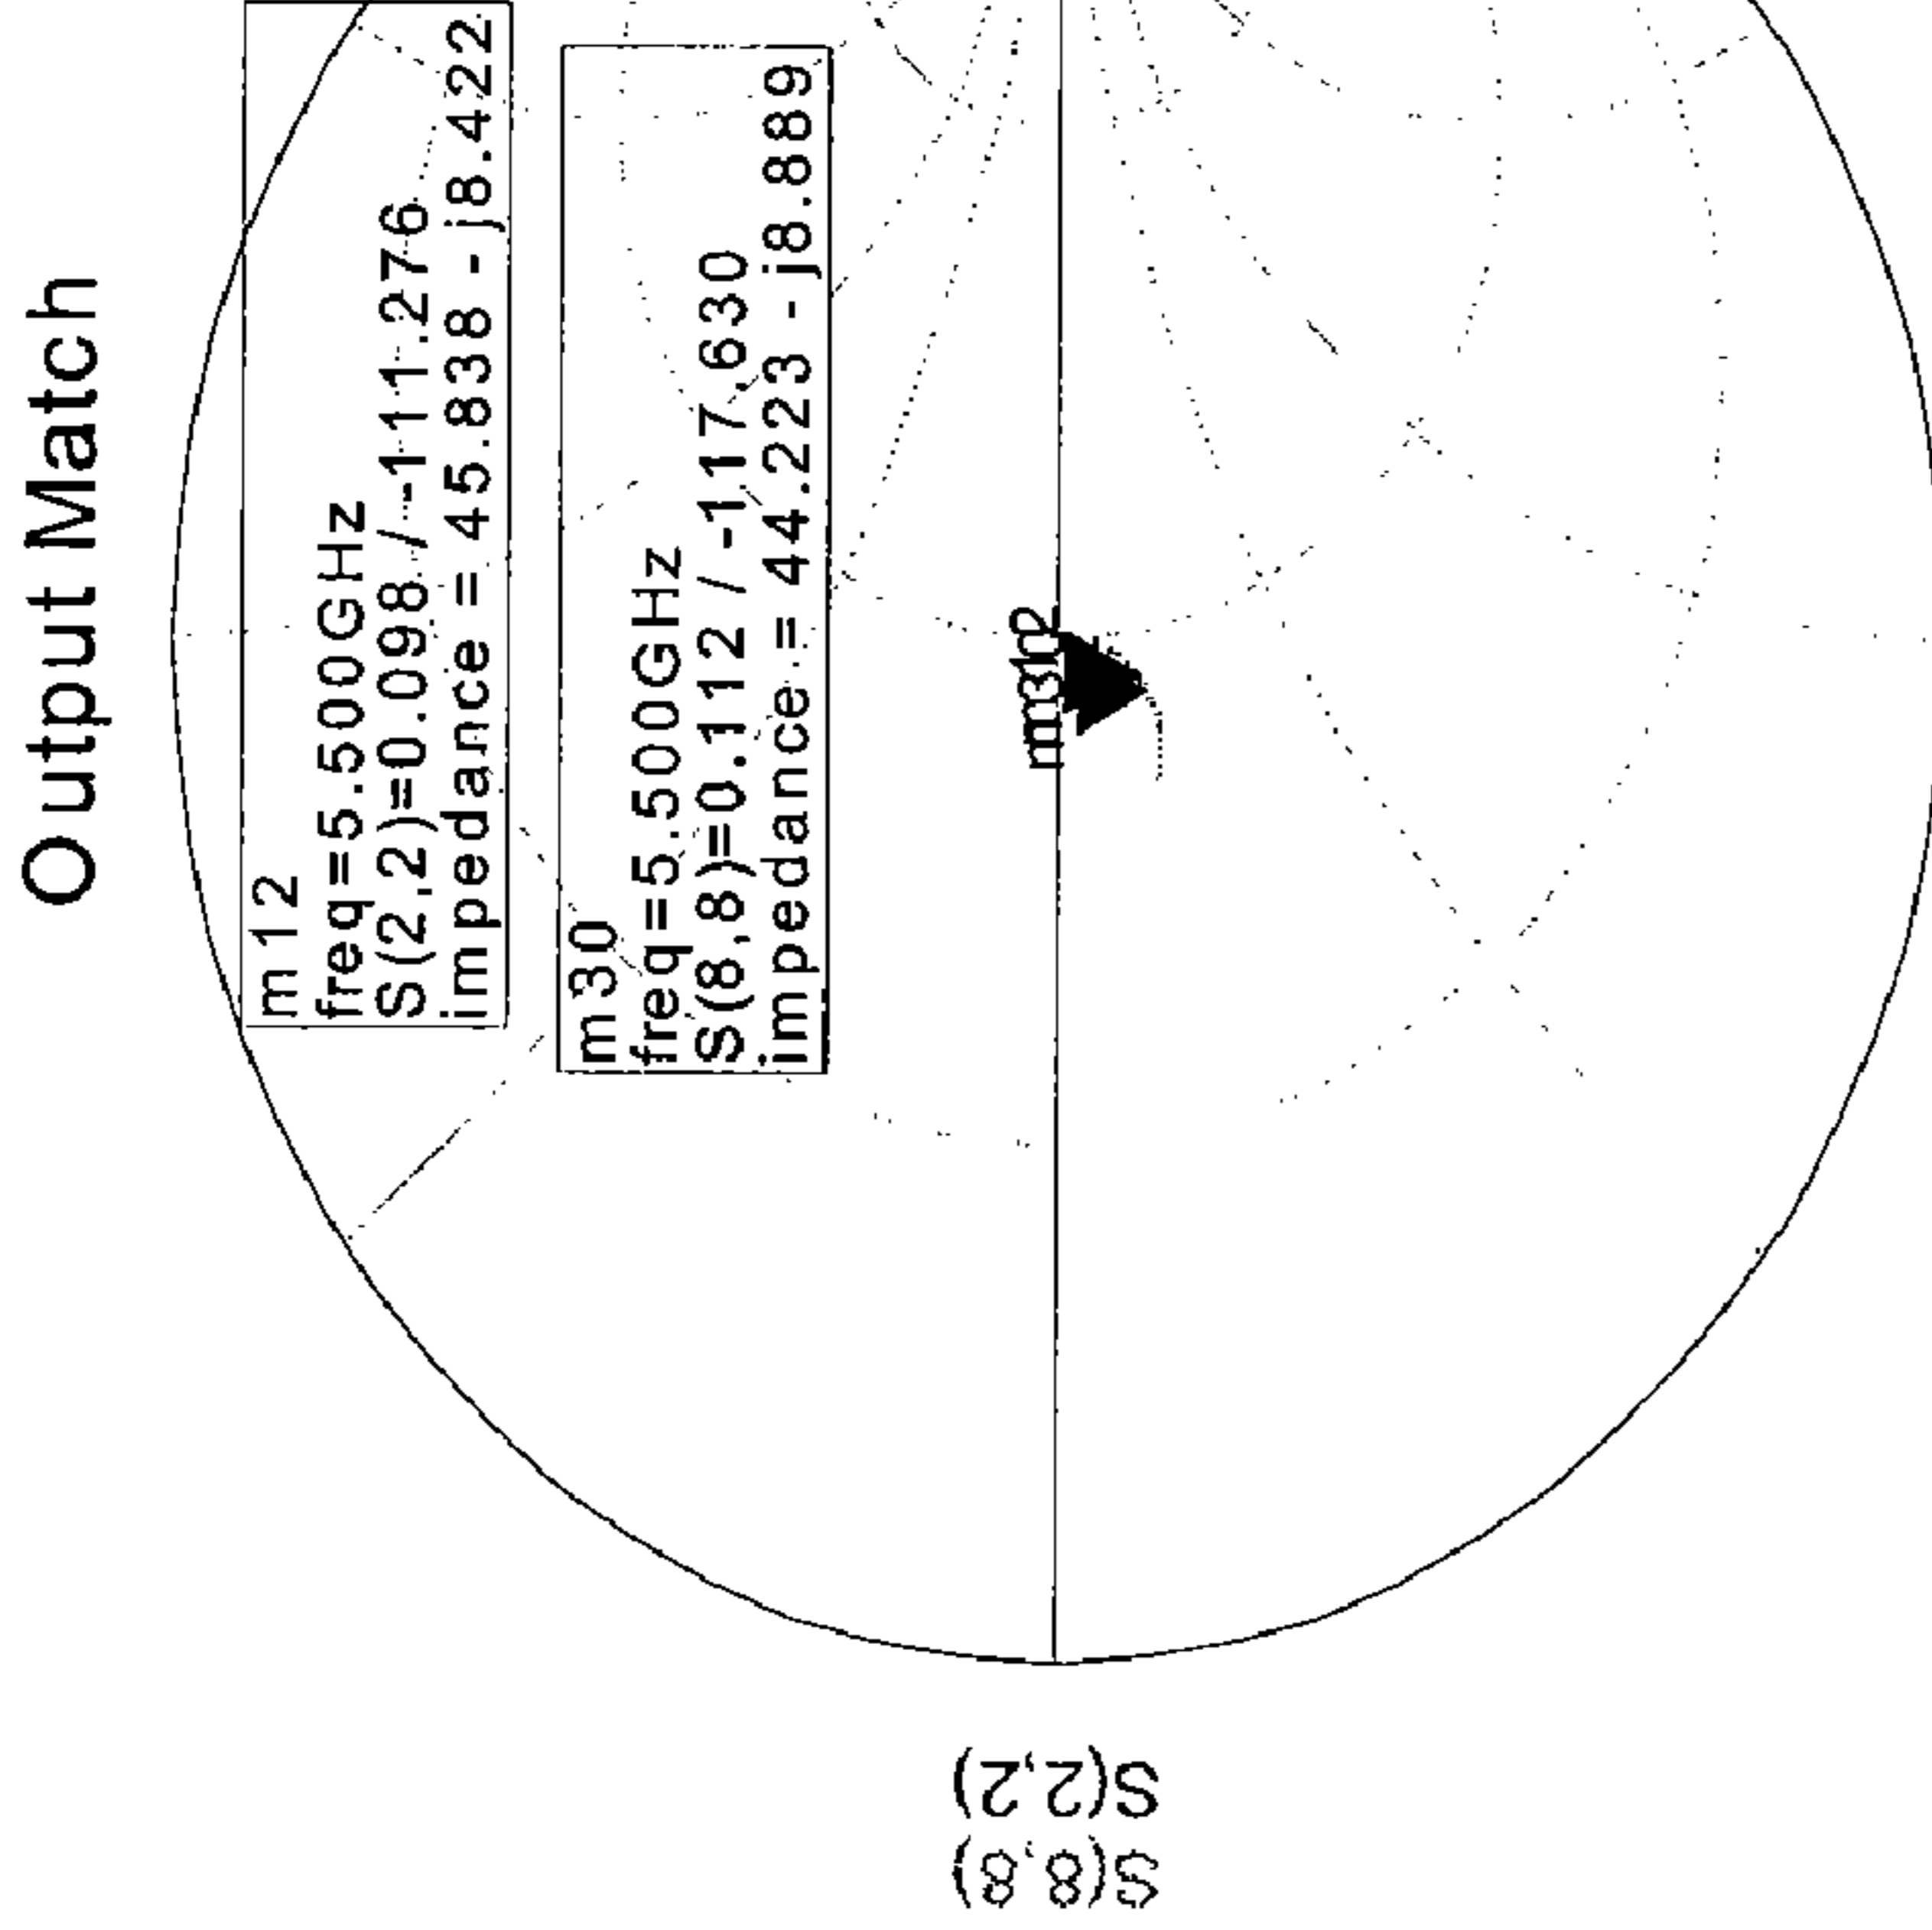 Output Match
m12
freq=5.500GHz
S(2,2)=0.098 / -111.276
impedance = 45.838 - j8.422
m30
freq=5.500GHz
S(8,8)=0.112 / -117.630
impedance = 44.223 - j8.889
S(8,8)
S(2,2)